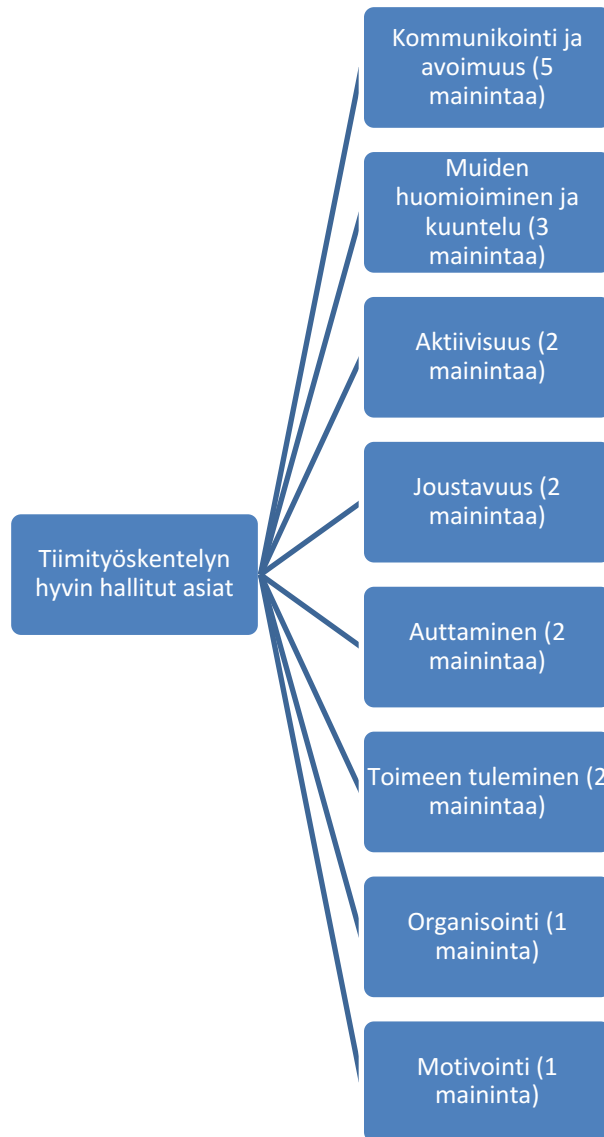 Kommunikointi ja
avoimuus (5
mainintaa)
Muiden
huomioiminen ja
kuuntelu (3
mainintaa)
Aktiivisuus (2
mainintaa)
Joustavuus (2
mainintaa)
Tiimityöskentelyn
hyvin hallitut asiat
Auttaminen (2
mainintaa)
Toimeen tuleminen (2
mainintaa)
Organisointi (1
maininta)
Motivointi (1
maininta)